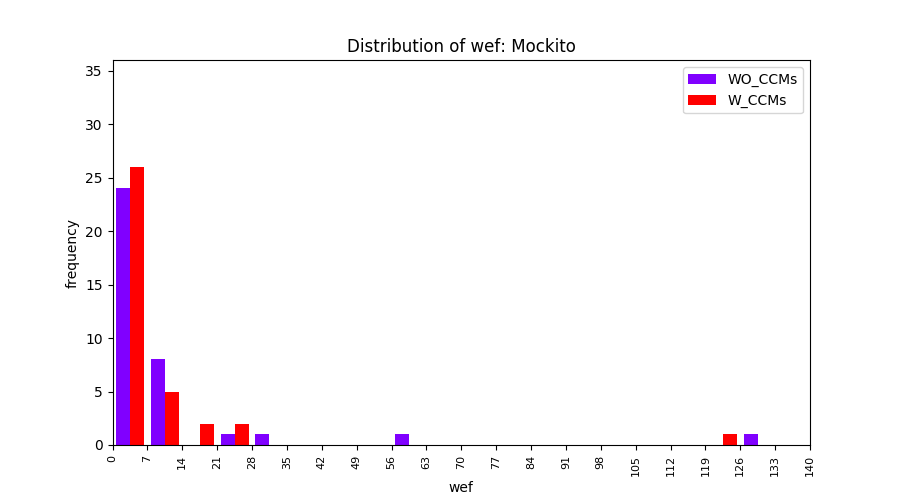 Distribution of wef: Mockito
WO_CCMs
W_CCMs
frequency
35
30
25
20
15
10
5
0
0 7 14 21 28 35 42 49 56 63 70 77 84 91 98 105 112 119 126 133 140
wef